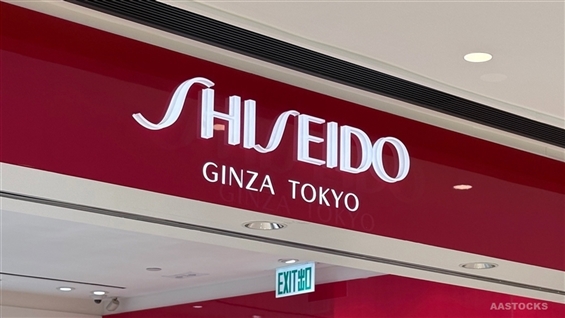 SHISEIDO
GINZA TOKYO
EXIT出口
AASTOCKS